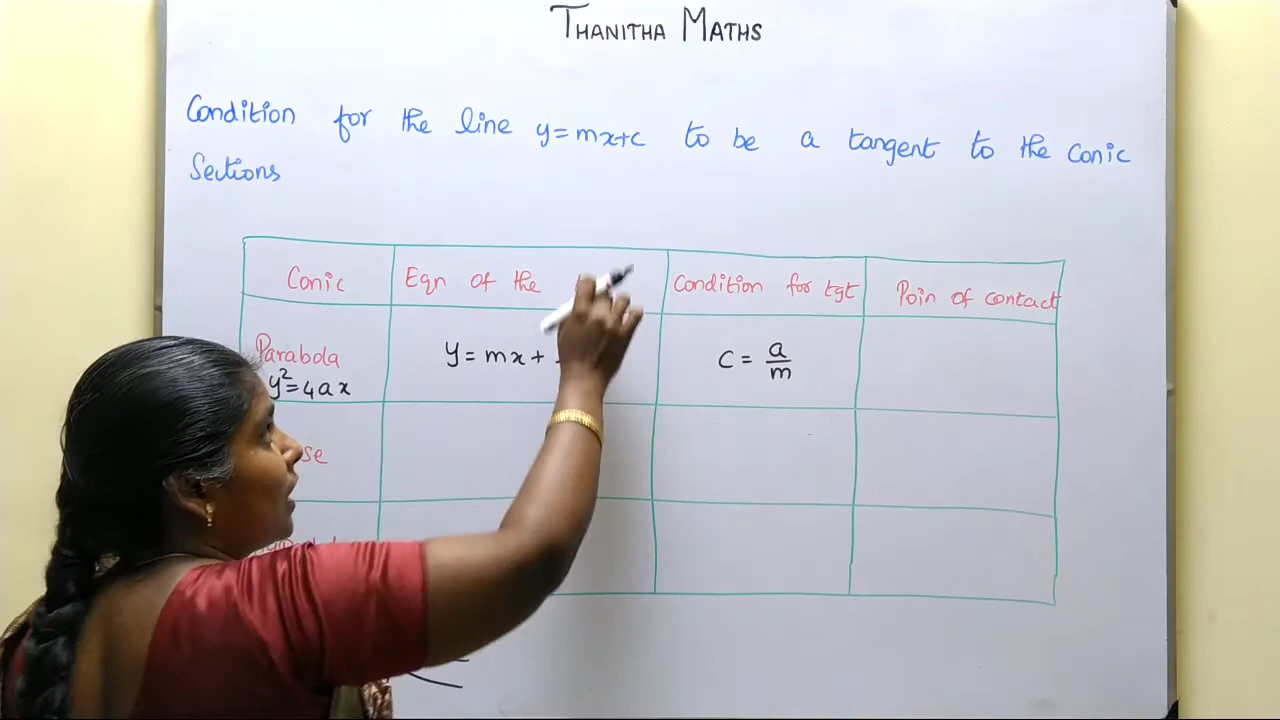 THANITHA MATHS
Condition for the line y=mx+c to be a tangent to the conic
Sections
Conic Eqn of the Condition for tgt Poin of contact
Parabola y = mx + c = a/m
y²=4ax
se